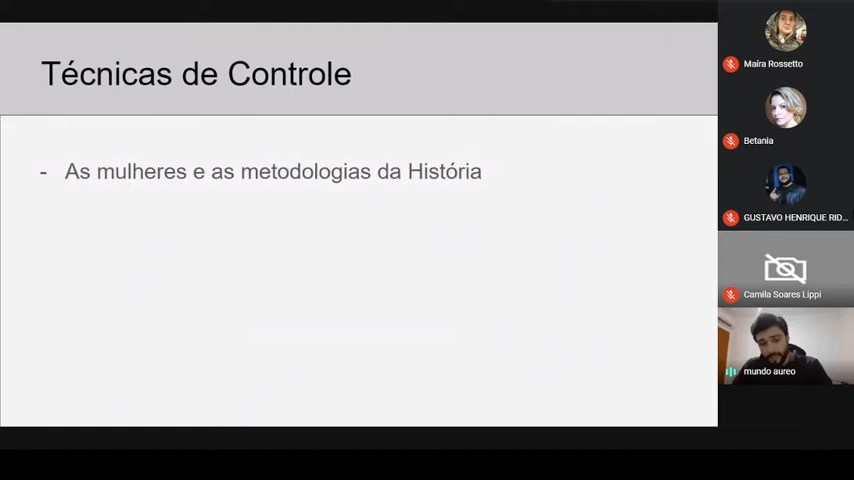 Técnicas de Controle
- As mulheres e as metodologias da História
Maíra Rossetto
Betania
GUSTAVO HENRIQUE RID...
Camila Soares Lippi
mundo aureo